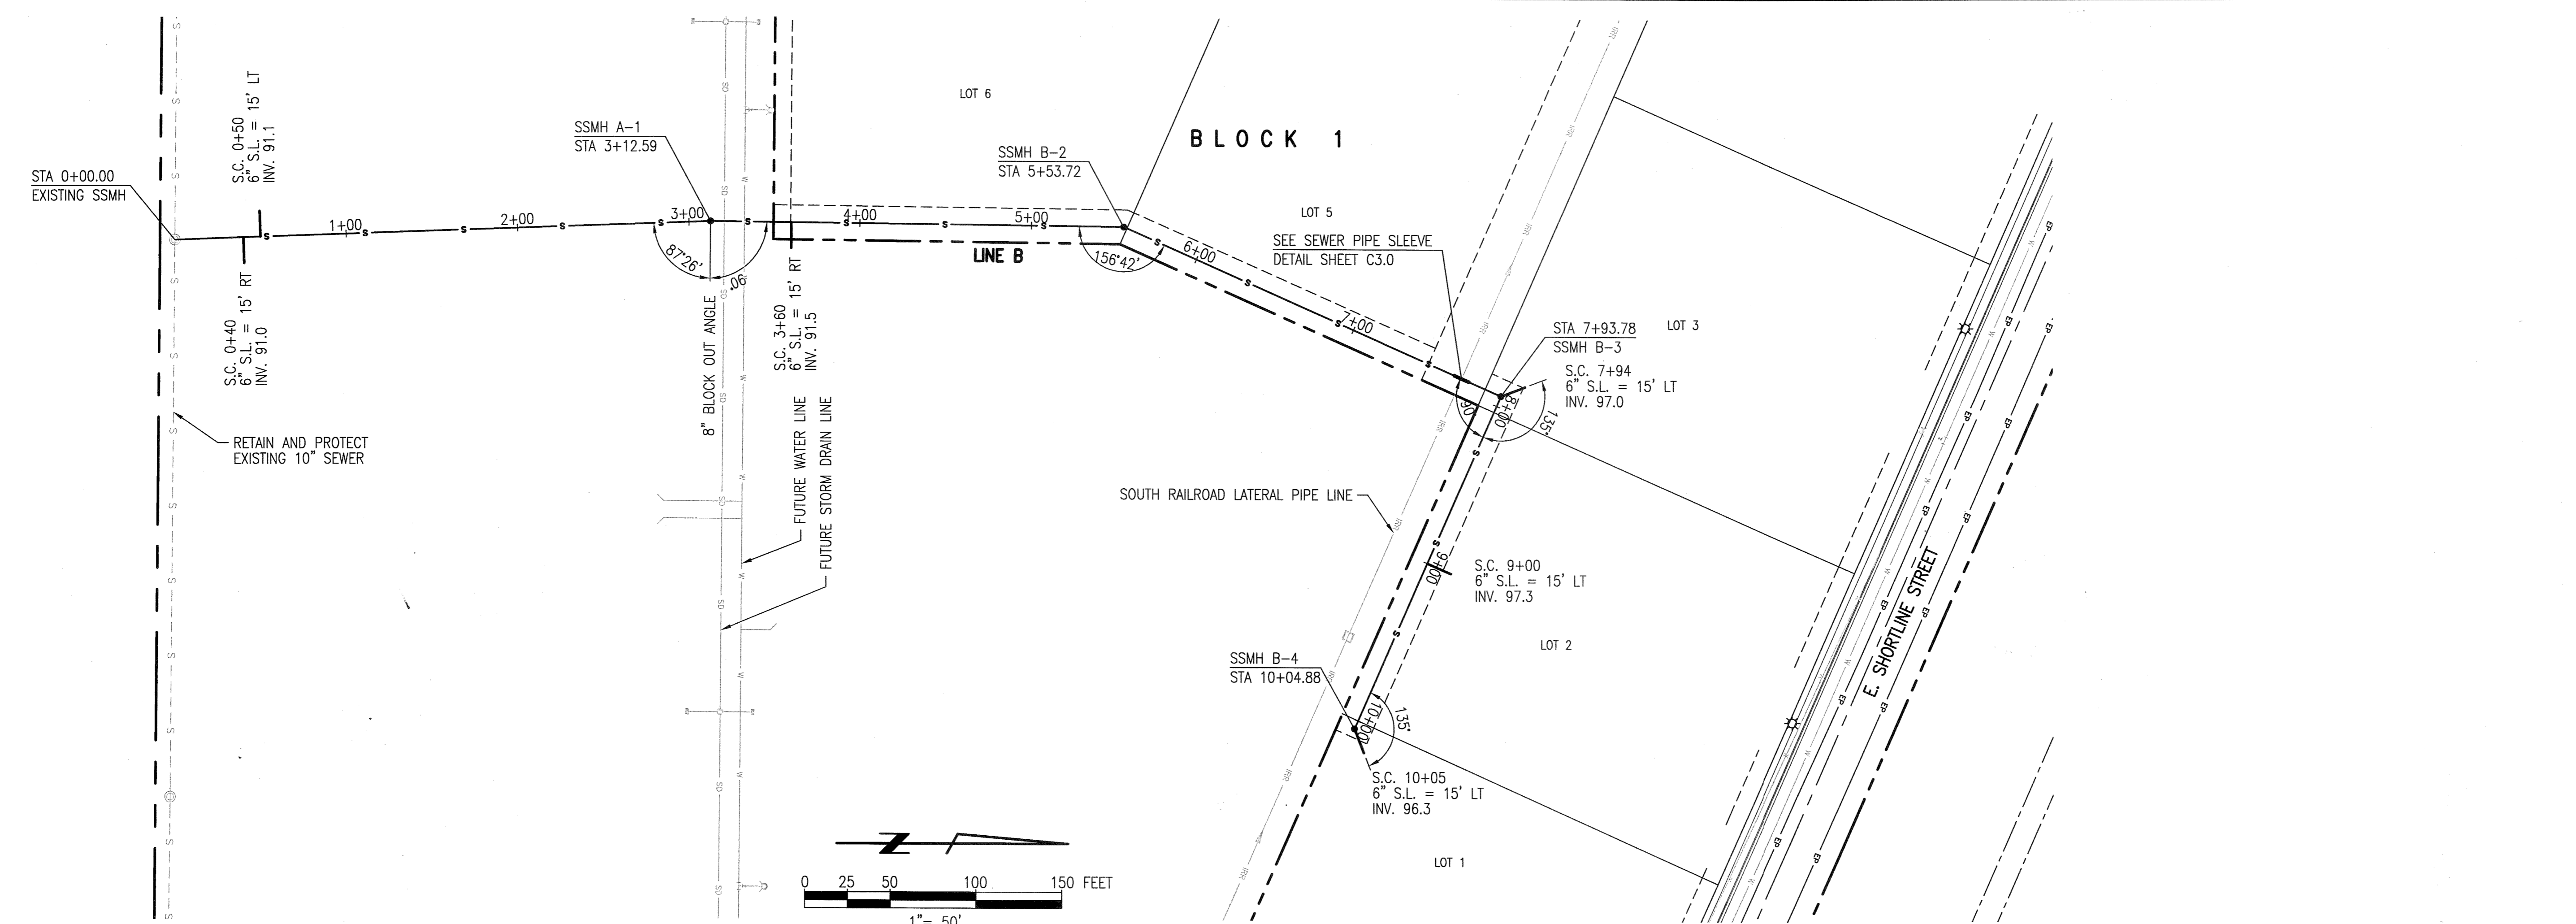 LOT 6
BLOCK 1
S.C. 0+50
6" S.L. = 15' LT
INV. 91.1
SSMH A-1
STA 3+12.59
SSMH B-2
STA 5+53.72
STA 0+00.00
EXISTING SSMH
1+00
2+00
3+00
4+00
5+00
6+00
7+00
8+00
9+00
10+00
LOT 5
SEE SEWER PIPE SLEEVE
DETAIL SHEET C3.0
LINE B
87°26'
90°
156°42'
S.C. 0+40
6" S.L. = 15' RT
INV. 91.0
8" BLOCK OUT ANGLE
S.C. 3+60
6" S.L. = 15' RT
INV. 91.5
STA 7+93.78
SSMH B-3
LOT 3
S.C. 7+94
6" S.L. = 15' LT
INV. 97.0
90°
135°
RETAIN AND PROTECT
EXISTING 10" SEWER
FUTURE WATER LINE
FUTURE STORM DRAIN LINE
SOUTH RAILROAD LATERAL PIPE LINE
S.C. 9+00
6" S.L. = 15' LT
INV. 97.3
LOT 2
E. SHORTLINE STREET
SSMH B-4
STA 10+04.88
135°
S.C. 10+05
6" S.L. = 15' LT
INV. 96.3
LOT 1
Z
0 25 50 100 150 FEET
1"= 50'
S
S
SD
W
IRR
EP